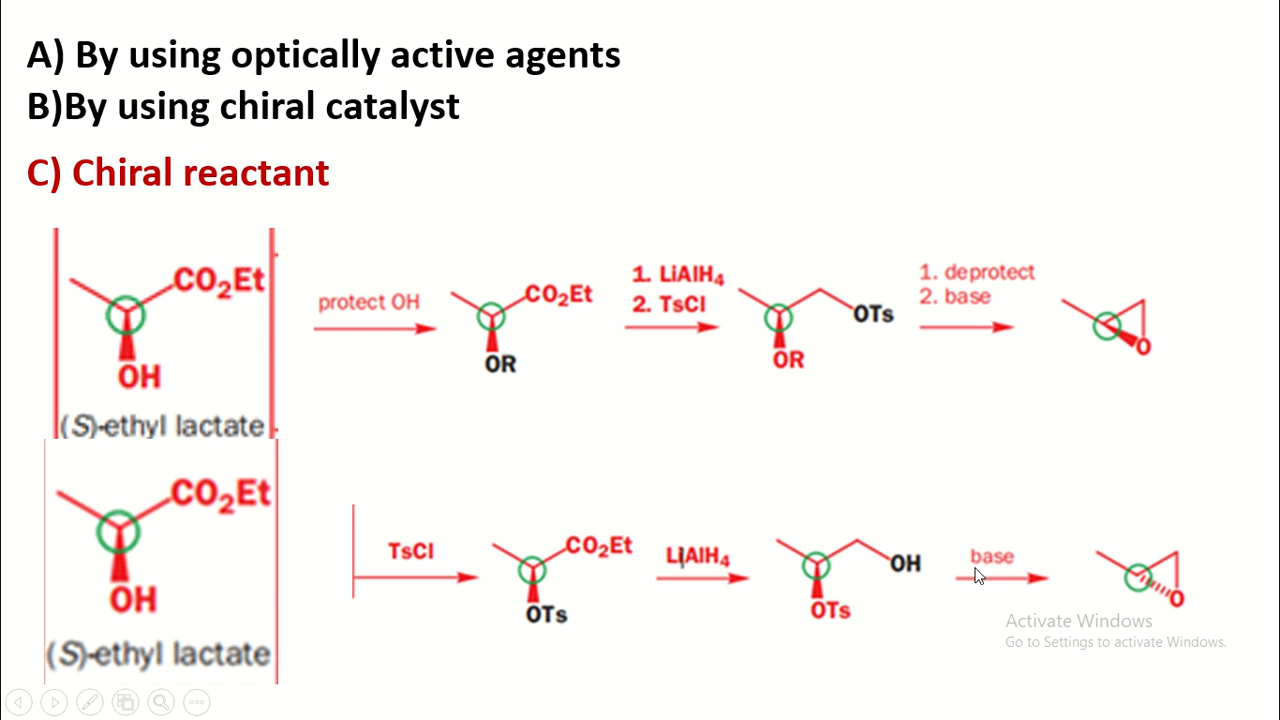 A) By using optically active agents
B)By using chiral catalyst
C) Chiral reactant
CO₂Et
OH
(S)-ethyl lactate
protect OH
CO₂Et
OR
1. LiAlH₄
2. TsCl
OTs
OR
1. deprotect
2. base
O
CO₂Et
OH
(S)-ethyl lactate
TsCl
CO₂Et
OTs
LiAlH₄
OH
OTs
base
O
Activate Windows
Go to Settings to activate Windows.